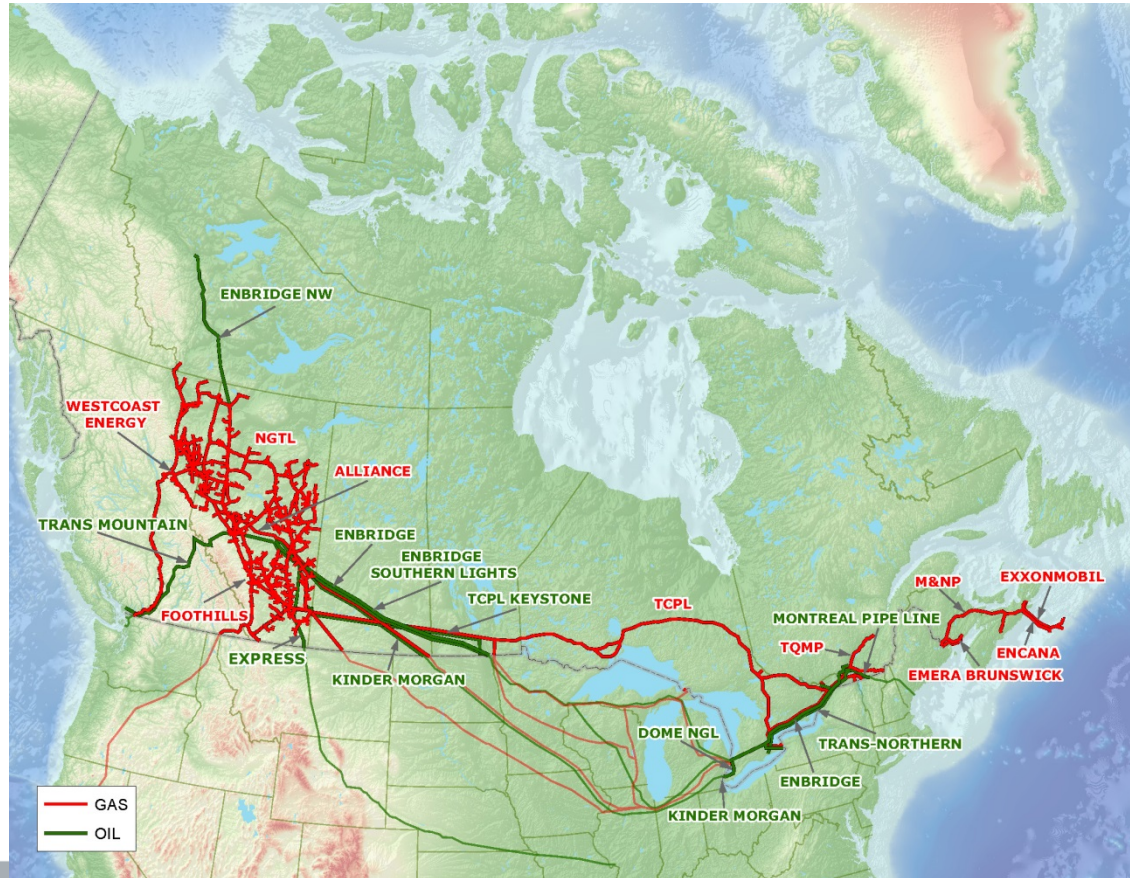 ENBRIDGE NW
WESTCOAST
ENERGY
NGTL
ALLIANCE
TRANS MOUNTAIN
ENBRIDGE
ENBRIDGE
SOUTHERN LIGHTS
TCPL KEYSTONE
FOOTHILLS
EXPRESS
KINDER MORGAN
TCPL
M&NP
EXXONMOBIL
MONTREAL PIPE LINE
TQMP
ENCANA
EMERA BRUNSWICK
DOME NGL
TRANS-NORTHERN
ENBRIDGE
KINDER MORGAN
GAS
OIL